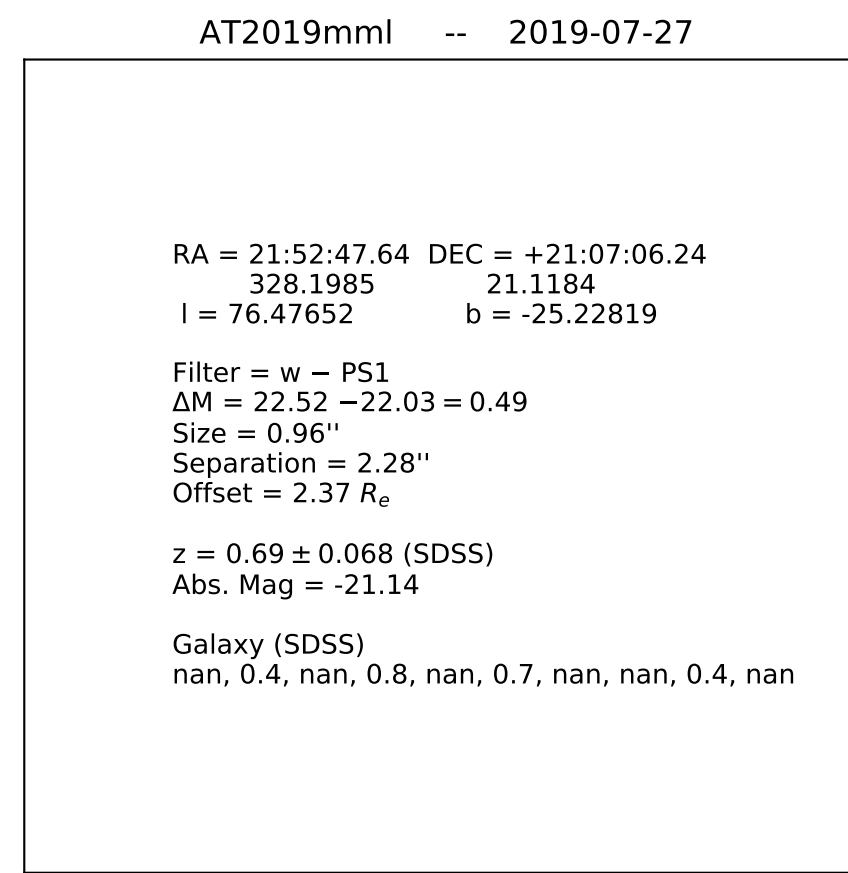 AT2019mml -- 2019-07-27
RA = 21:52:47.64 DEC = +21:07:06.24
328.1985 21.1184
l = 76.47652 b = -25.22819
Filter = w − PS1
ΔM = 22.52 −22.03 = 0.49
Size = 0.96''
Separation = 2.28''
Offset = 2.37 Rₑ
z = 0.69 ± 0.068 (SDSS)
Abs. Mag = -21.14
Galaxy (SDSS)
nan, 0.4, nan, 0.8, nan, 0.7, nan, nan, 0.4, nan